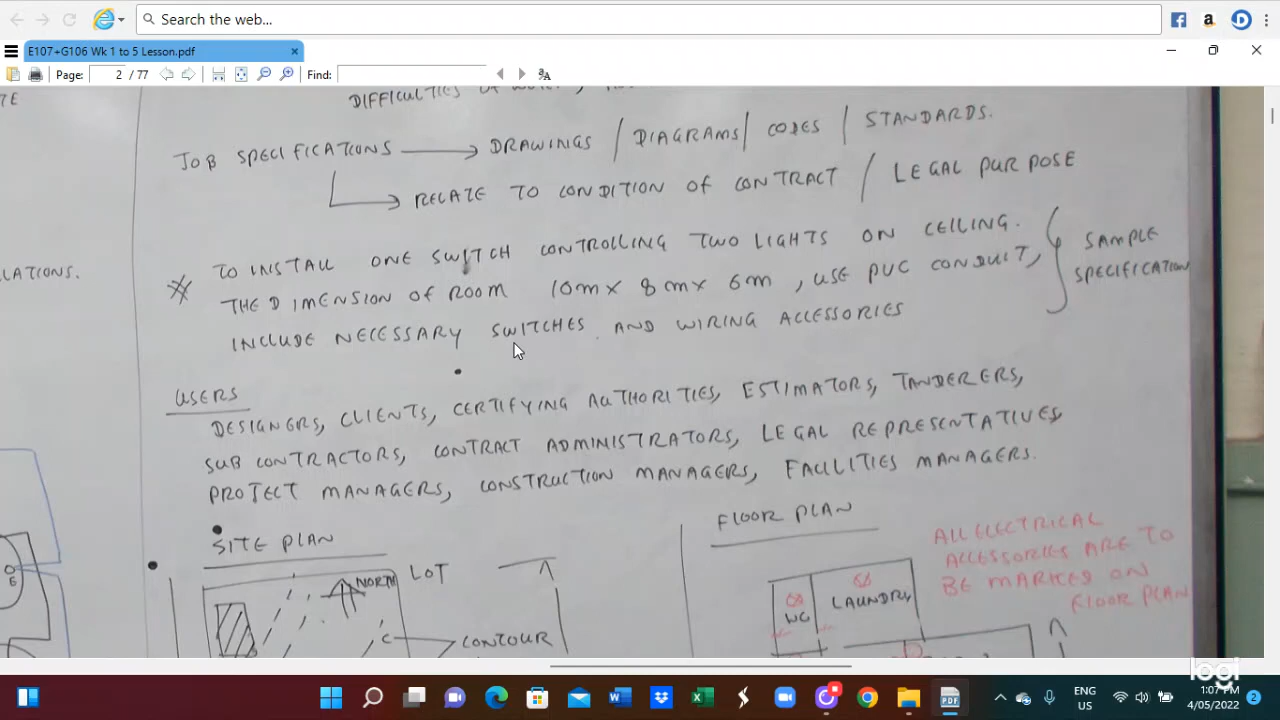 Search the web...
E107+G106 Wk 1 to 5 Lesson.pdf
Page: 2 / 77 Find:
DIFFICULTIES OF
JOB SPECIFICATIONS → DRAWINGS / DIAGRAMS / CODES / STANDARDS.
→ RELATE TO CONDITION OF CONTRACT / LEGAL PURPOSE
TO INSTALL ONE SWITCH CONTROLLING TWO LIGHTS ON CEILING.
THE DIMENSION OF ROOM 10m x 8m x 6m, USE PVC CONDUIT,
INCLUDE NECESSARY SWITCHES AND WIRING ACCESSORIES
SAMPLE
SPECIFICATION
LATIONS.
USERS
DESIGNERS, CLIENTS, CERTIFYING AUTHORITIES, ESTIMATORS, TANDERERS,
SUB CONTRACTORS, CONTRACT ADMINISTRATORS, LEGAL REPRESENTATIVES,
PROJECT MANAGERS, CONSTRUCTION MANAGERS, FACILITIES MANAGERS.
SITE PLAN
NORTH
LOT
CONTOUR
FLOOR PLAN
WC
LAUNDRY
ALL ELECTRICAL
ACCESSORIES ARE TO
BE MARKED ON
FLOOR PLAN
E
logi
ENG
US
1:07 PM
4/05/2022
2